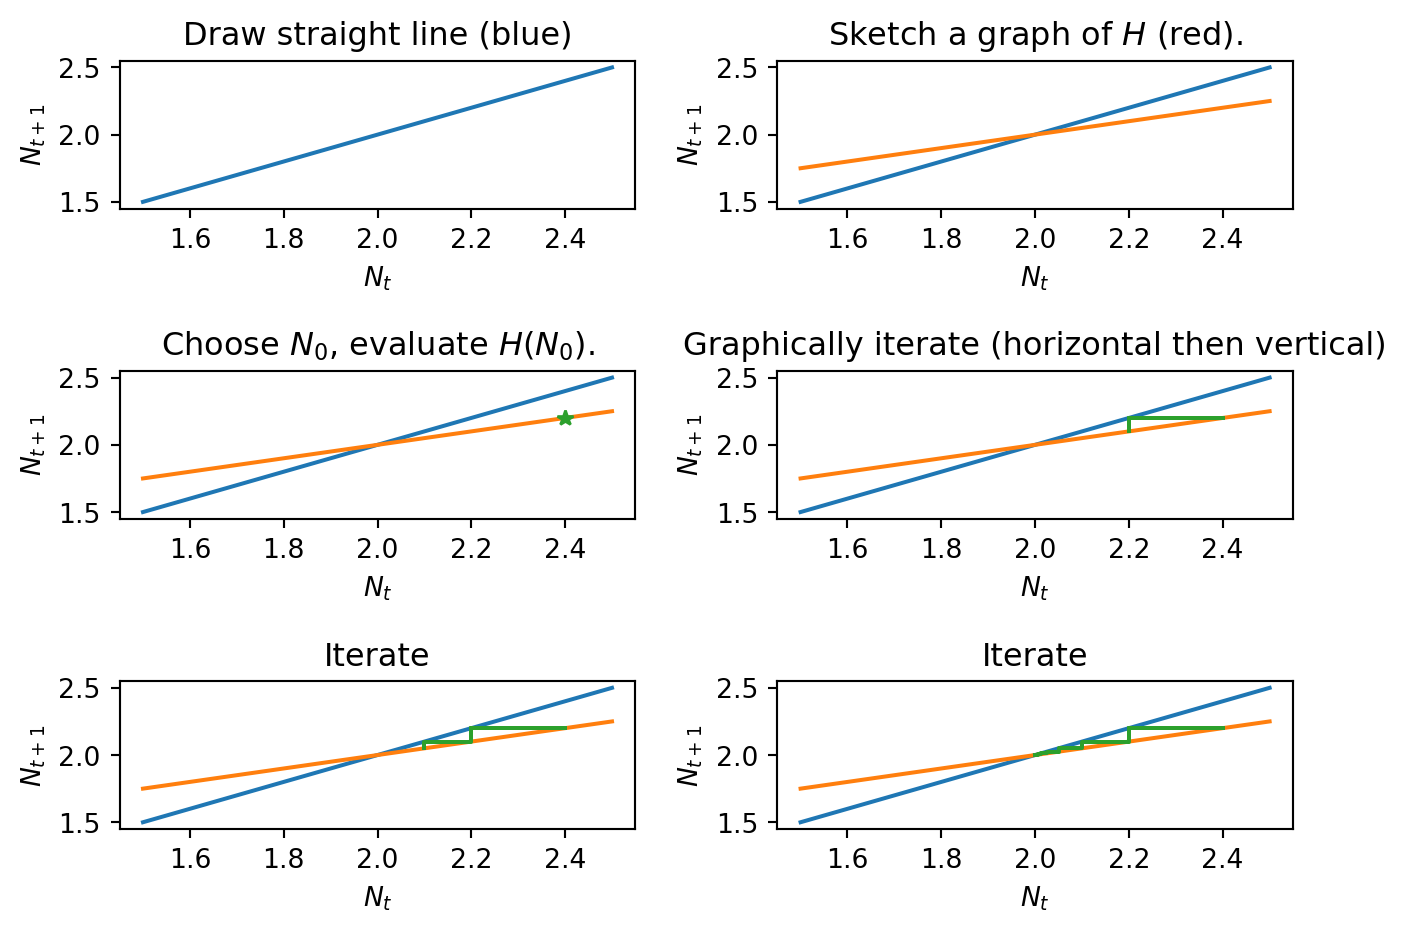 Draw straight line (blue)
2.5
2.0
1.5
N_{t+1}
1.6 1.8 2.0 2.2 2.4
N_t
Sketch a graph of H (red).
2.5
2.0
1.5
N_{t+1}
1.6 1.8 2.0 2.2 2.4
N_t
Choose N_0, evaluate H(N_0).
2.5
2.0
1.5
N_{t+1}
1.6 1.8 2.0 2.2 2.4
N_t
Graphically iterate (horizontal then vertical)
2.5
2.0
1.5
N_{t+1}
1.6 1.8 2.0 2.2 2.4
N_t
Iterate
2.5
2.0
1.5
N_{t+1}
1.6 1.8 2.0 2.2 2.4
N_t
Iterate
2.5
2.0
1.5
N_{t+1}
1.6 1.8 2.0 2.2 2.4
N_t